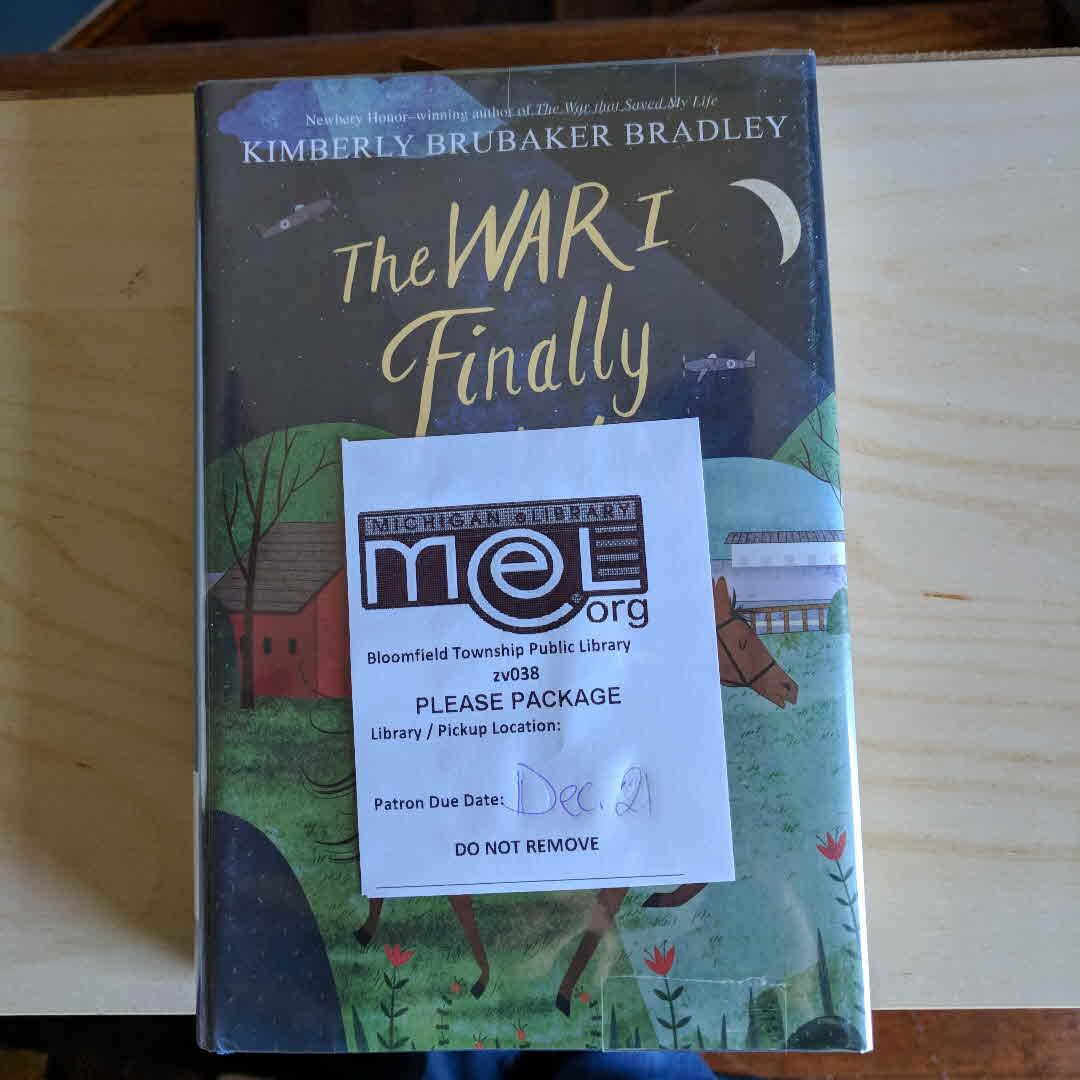 Newbery Honor–winning author of The War that Saved My Life
KIMBERLY BRUBAKER BRADLEY
The WAR I
Finally
MICHIGAN eLIBRARY
MeL
.org
Bloomfield Township Public Library
zv038
PLEASE PACKAGE
Library / Pickup Location:
Patron Due Date: Dec. 21
DO NOT REMOVE